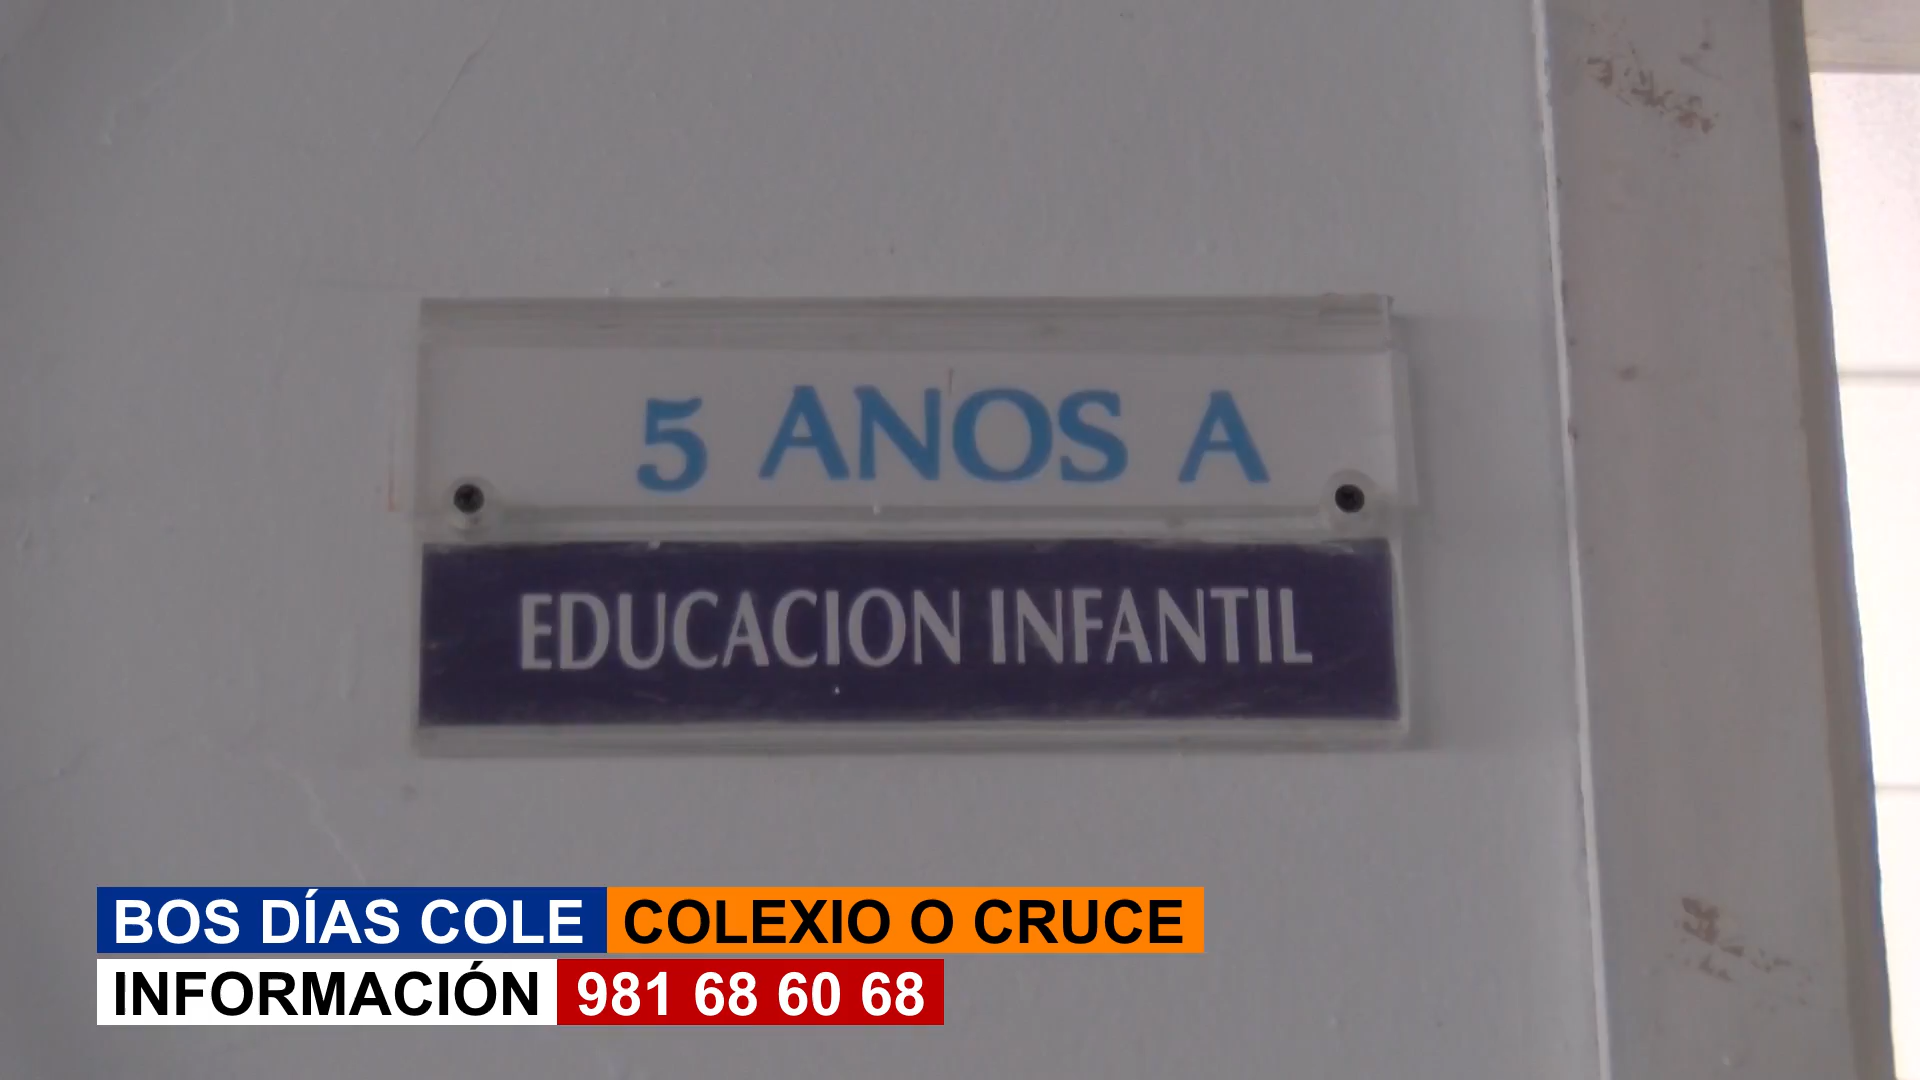 5 ANOS A
EDUCACION INFANTIL
BOS DÍAS COLE COLEXIO O CRUCE
INFORMACIÓN 981 68 60 68